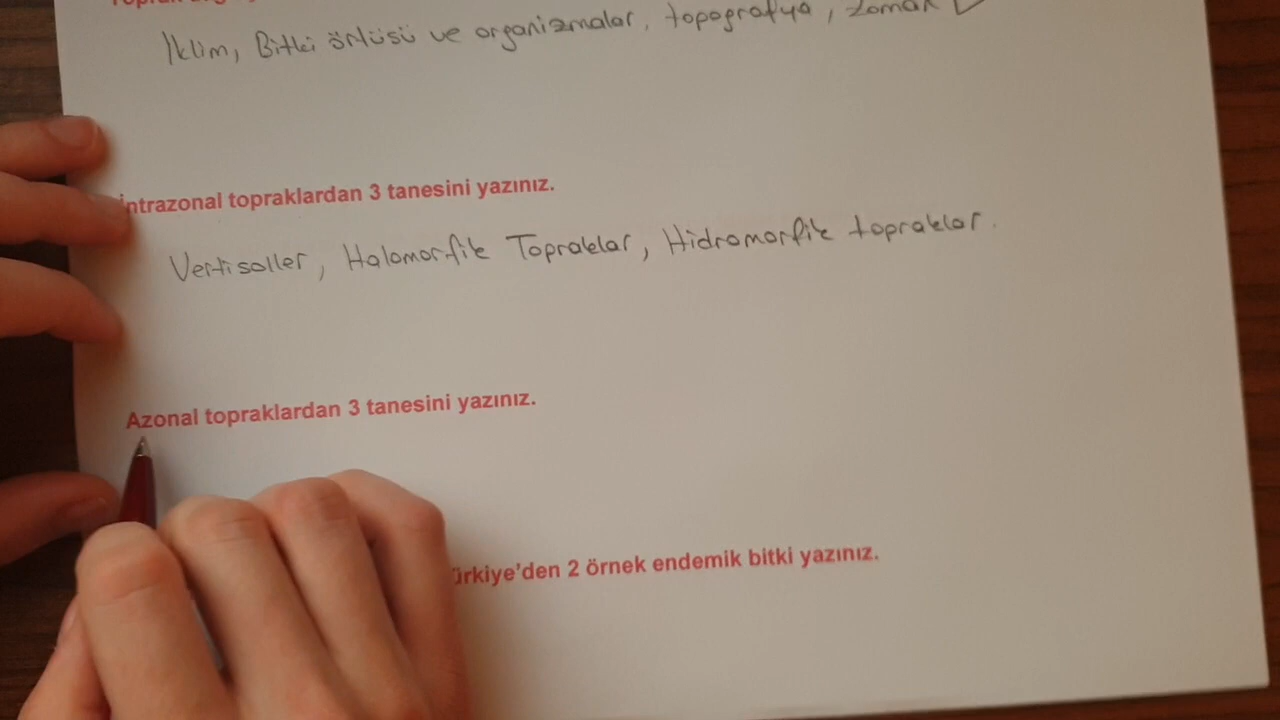 İklim, Bitki örtüsü ve organizmalar, topografya, zaman
İntrazonal topraklardan 3 tanesini yazınız.
Vertisoller, Halomorfik Topraklar, Hidromorfik topraklar.
Azonal topraklardan 3 tanesini yazınız.
ürkiye'den 2 örnek endemik bitki yazınız.